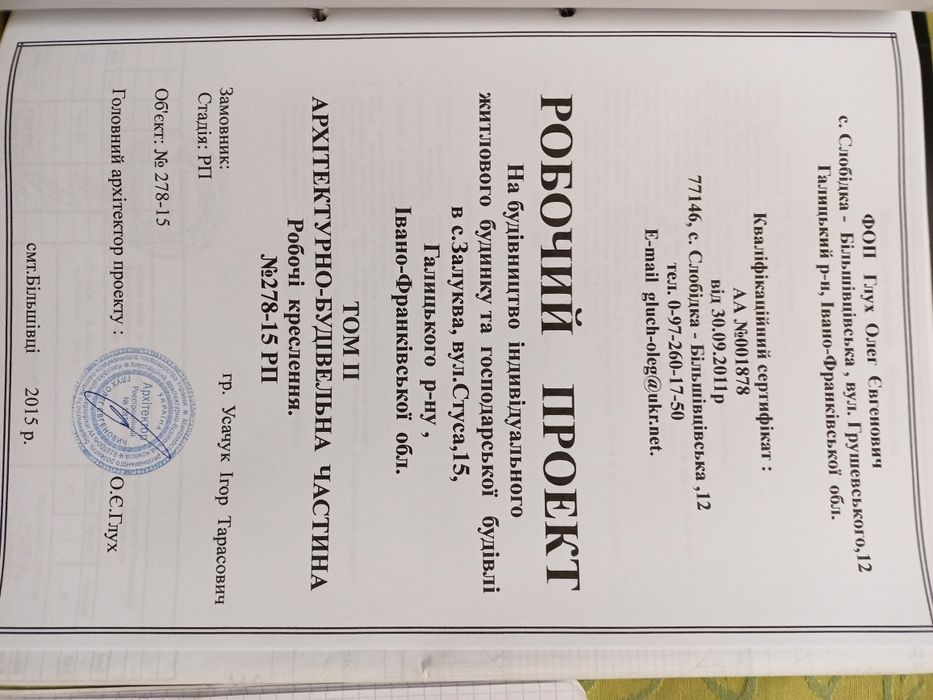 ФОП Глух Олег Євгенович
с. Слобідка - Більшівцівська , вул. Грушевського,12
Галицький р-н, Івано-Франківської обл.
Кваліфікаційний сертифікат :
АА №001878
від 30.09.2011р
77146, с. Слобідка - Більшівцівська ,12
тел. 0-97-260-17-50
E-mail gluch-oleg@ukr.net.
РОБОЧИЙ ПРОЕКТ
На будівництво індивідуального
житлового будинку та господарської будівлі
в с.Залуква, вул.Стуса,15,
Галицького р-ну ,
Івано-Франківської обл.
ТОМ II
АРХІТЕКТУРНО-БУДІВЕЛЬНА ЧАСТИНА
Робочі креслення.
№278-15 РП
Замовник: гр. Усачук Ігор Тарасович
Стадія: РП
Об'єкт: № 278-15
Головний архітектор проекту : О.Є.Глух
УКРАЇНА
Архітектор
смт.Більшівці 2015 р.